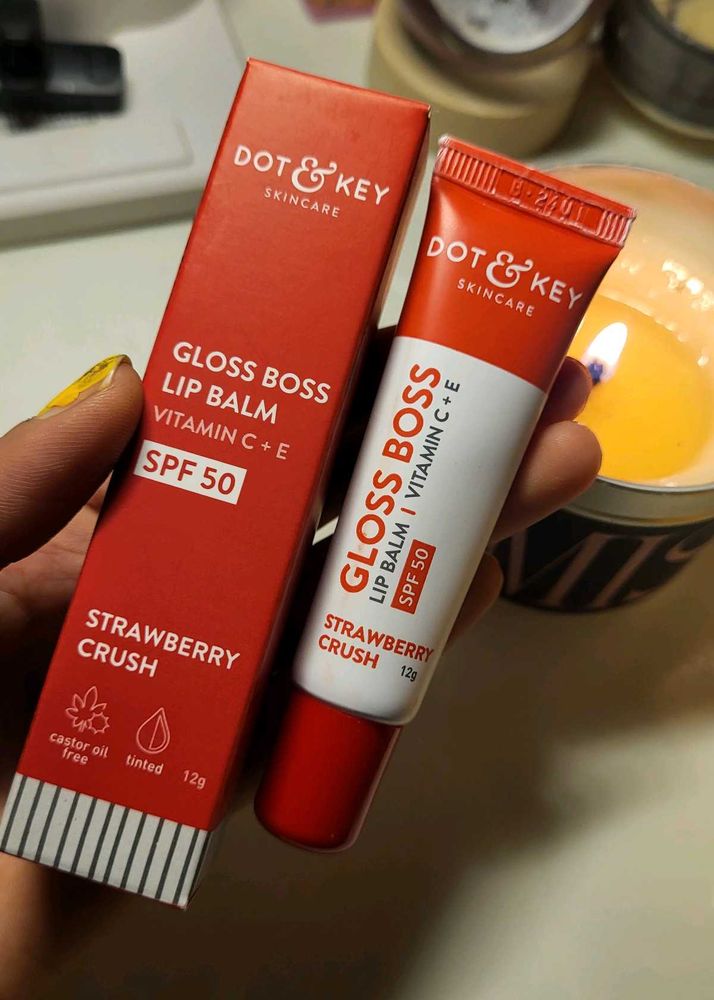 DOT & KEY
SKINCARE
GLOSS BOSS
LIP BALM
VITAMIN C + E
SPF 50
STRAWBERRY
CRUSH
castor oil
free
tinted
12g
DOT & KEY
SKINCARE
GLOSS BOSS
LIP BALM | VITAMIN C + E
SPF 50
STRAWBERRY
CRUSH
12g